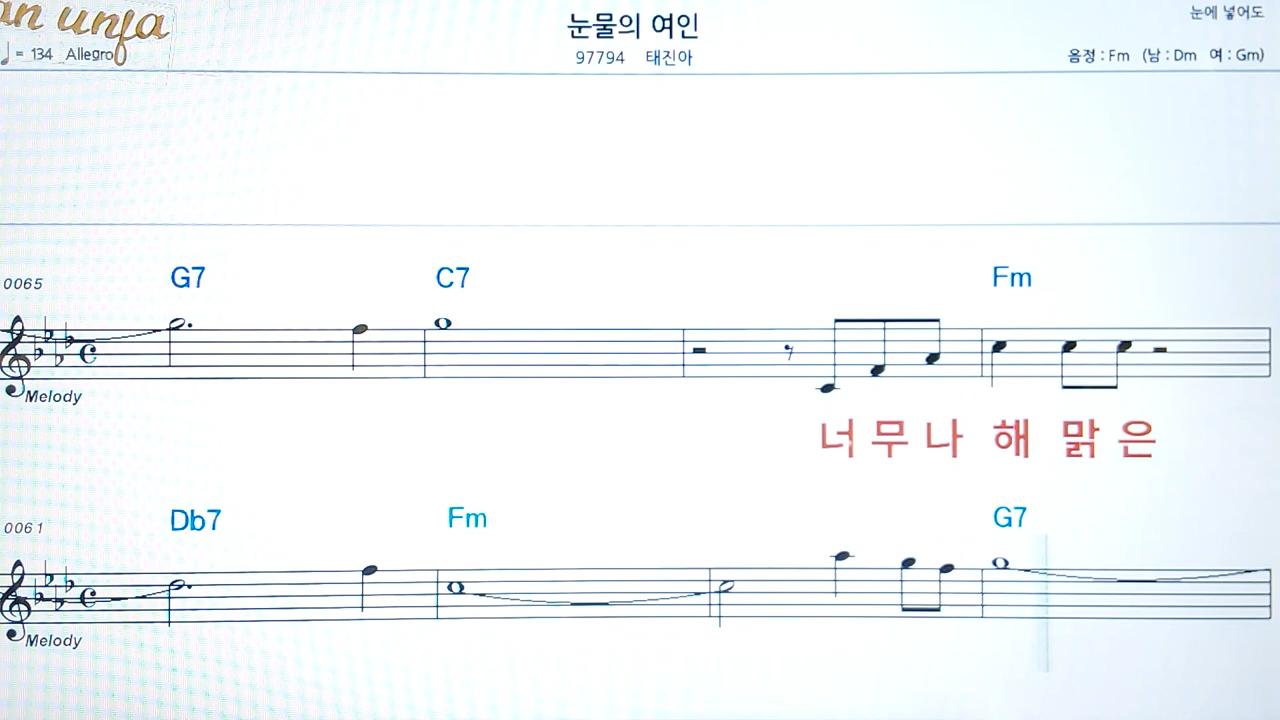 눈물의 여인
눈에 넣어도
♩ = 134 Allegro
97794 태진아
음정 : Fm (남 : Dm 여 : Gm)
0065
G7 C7 Fm
Melody
너 무 나 해 맑 은
0061
Db7 Fm G7
Melody